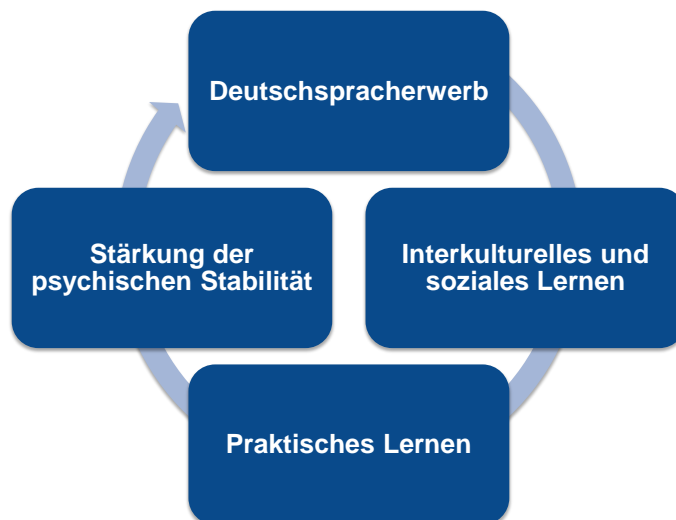 Deutschspracherwerb
Interkulturelles und
soziales Lernen
Praktisches Lernen
Stärkung der
psychischen Stabilität